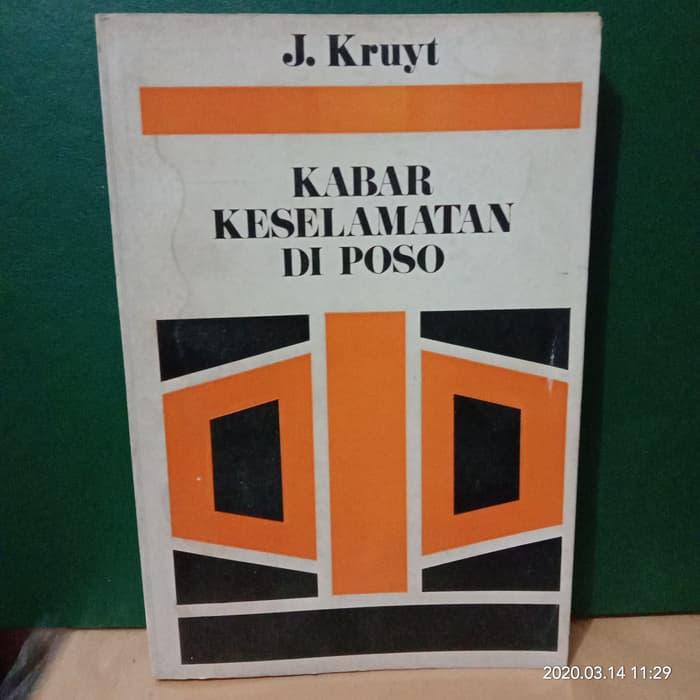 J. Kruyt
KABAR
KESELAMATAN
DI POSO
2020.03.14 11:29